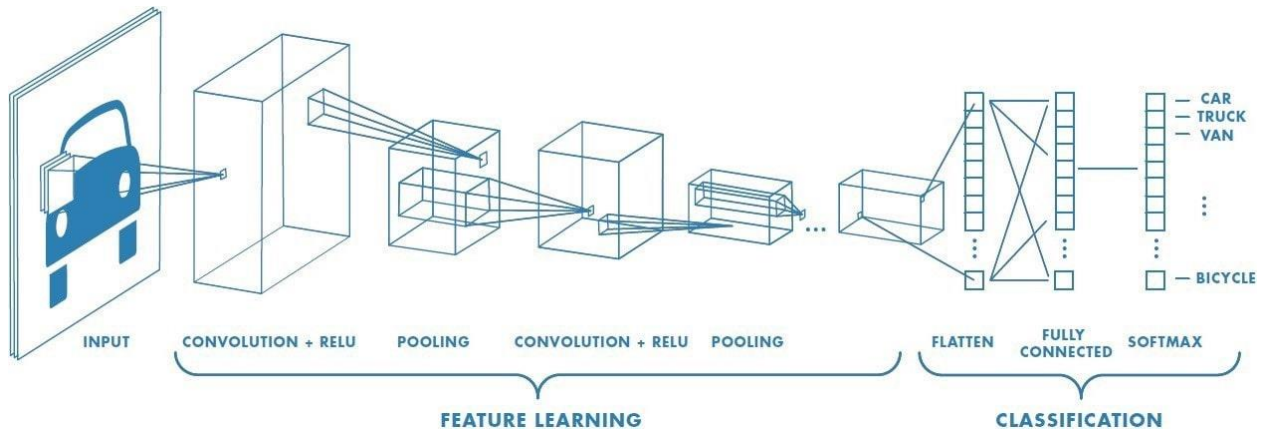 CAR
TRUCK
VAN
BICYCLE
INPUT
CONVOLUTION + RELU
POOLING
CONVOLUTION + RELU
POOLING
FLATTEN
FULLY
CONNECTED
SOFTMAX
FEATURE LEARNING
CLASSIFICATION